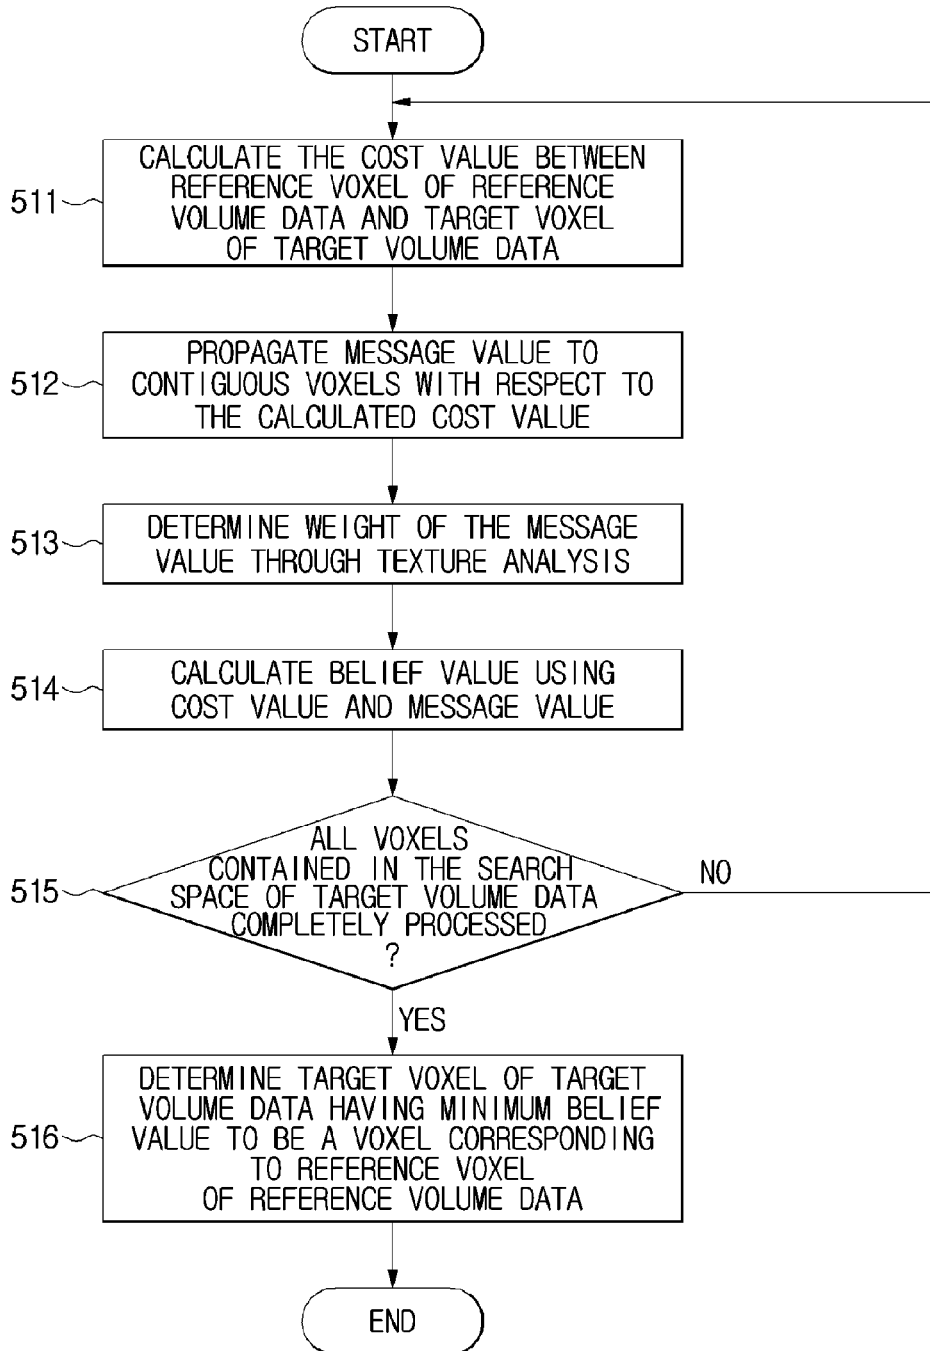 START
CALCULATE THE COST VALUE BETWEEN
REFERENCE VOXEL OF REFERENCE
VOLUME DATA AND TARGET VOXEL
OF TARGET VOLUME DATA
511
PROPAGATE MESSAGE VALUE TO
CONTIGUOUS VOXELS WITH RESPECT TO
THE CALCULATED COST VALUE
512
DETERMINE WEIGHT OF THE MESSAGE
VALUE THROUGH TEXTURE ANALYSIS
513
CALCULATE BELIEF VALUE USING
COST VALUE AND MESSAGE VALUE
514
ALL VOXELS
CONTAINED IN THE SEARCH
SPACE OF TARGET VOLUME DATA
COMPLETELY PROCESSED
?
515
NO
YES
DETERMINE TARGET VOXEL OF TARGET
VOLUME DATA HAVING MINIMUM BELIEF
VALUE TO BE A VOXEL CORRESPONDING
TO REFERENCE VOXEL
OF REFERENCE VOLUME DATA
516
END